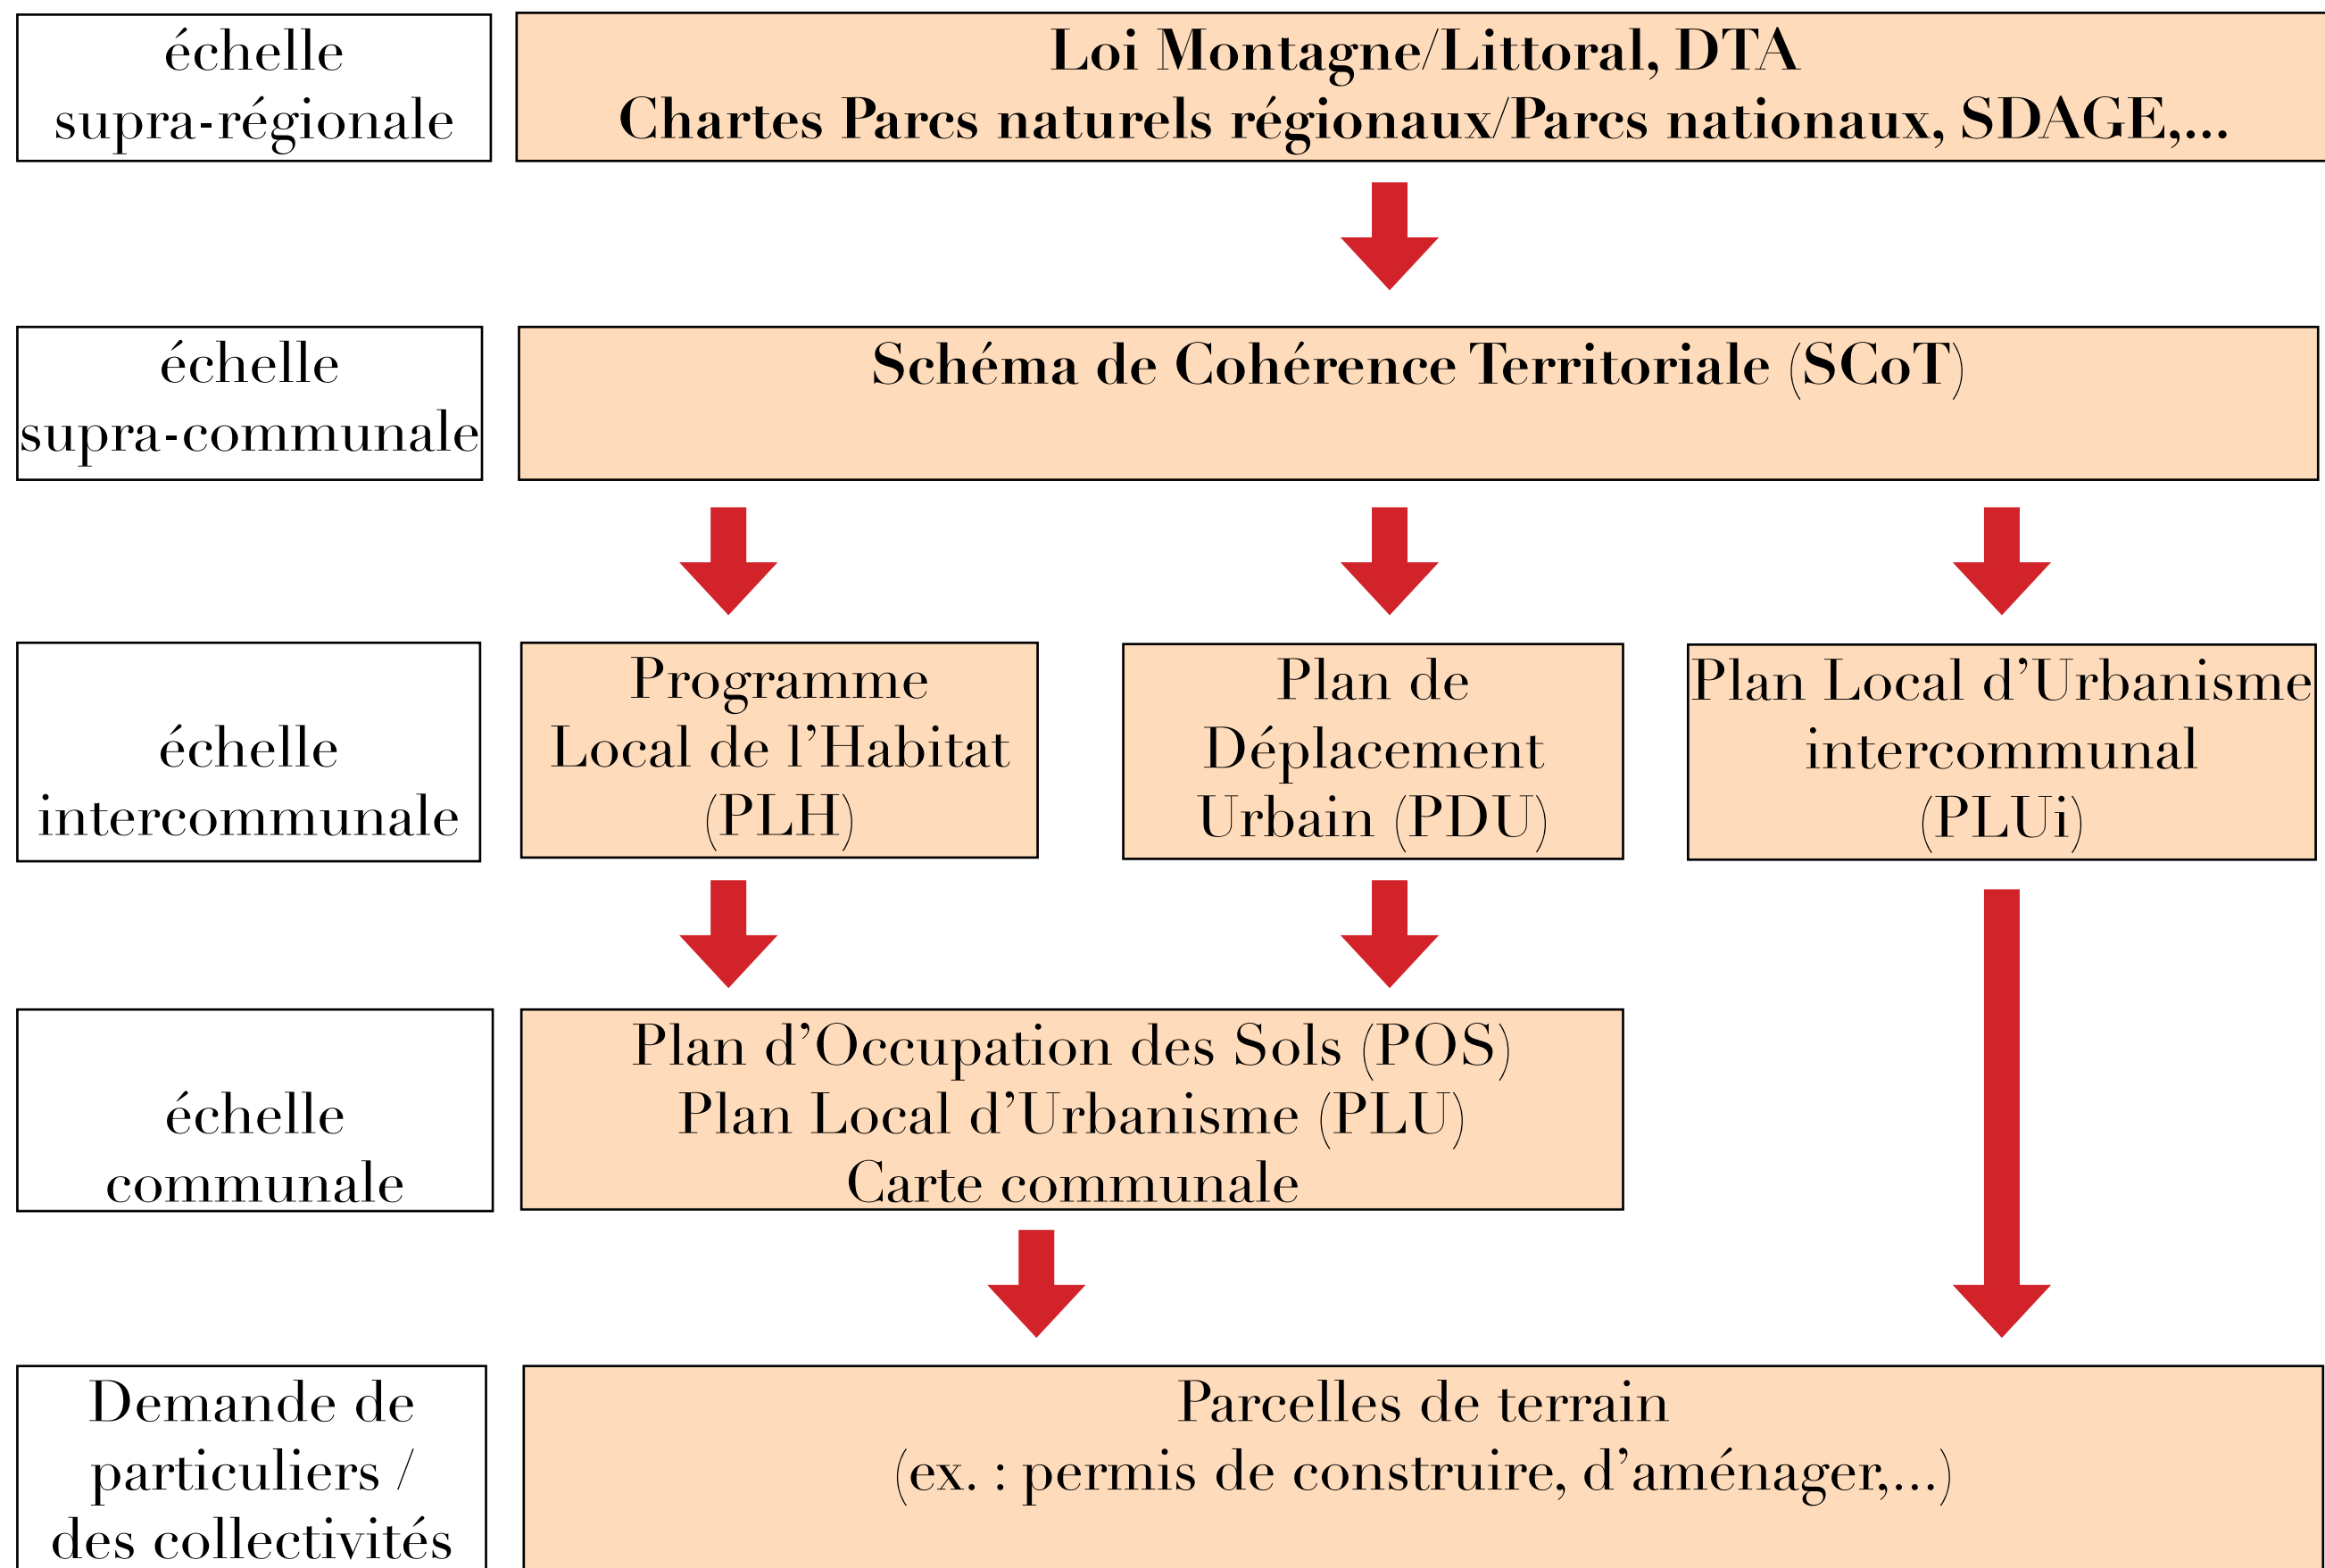 échelle
supra-régionale
Loi Montagne/Littoral, DTA
Chartes Parcs naturels régionaux/Parcs nationaux, SDAGE,...
échelle
supra-communale
Schéma de Cohérence Territoriale (SCoT)
échelle
intercommunale
Programme
Local de l’Habitat
(PLH)
Plan de
Déplacement
Urbain (PDU)
Plan Local d’Urbanisme
intercommunal
(PLUi)
échelle
communale
Plan d’Occupation des Sols (POS)
Plan Local d’Urbanisme (PLU)
Carte communale
Demande de
particuliers /
des collectivités
Parcelles de terrain
(ex. : permis de construire, d’aménager,...)